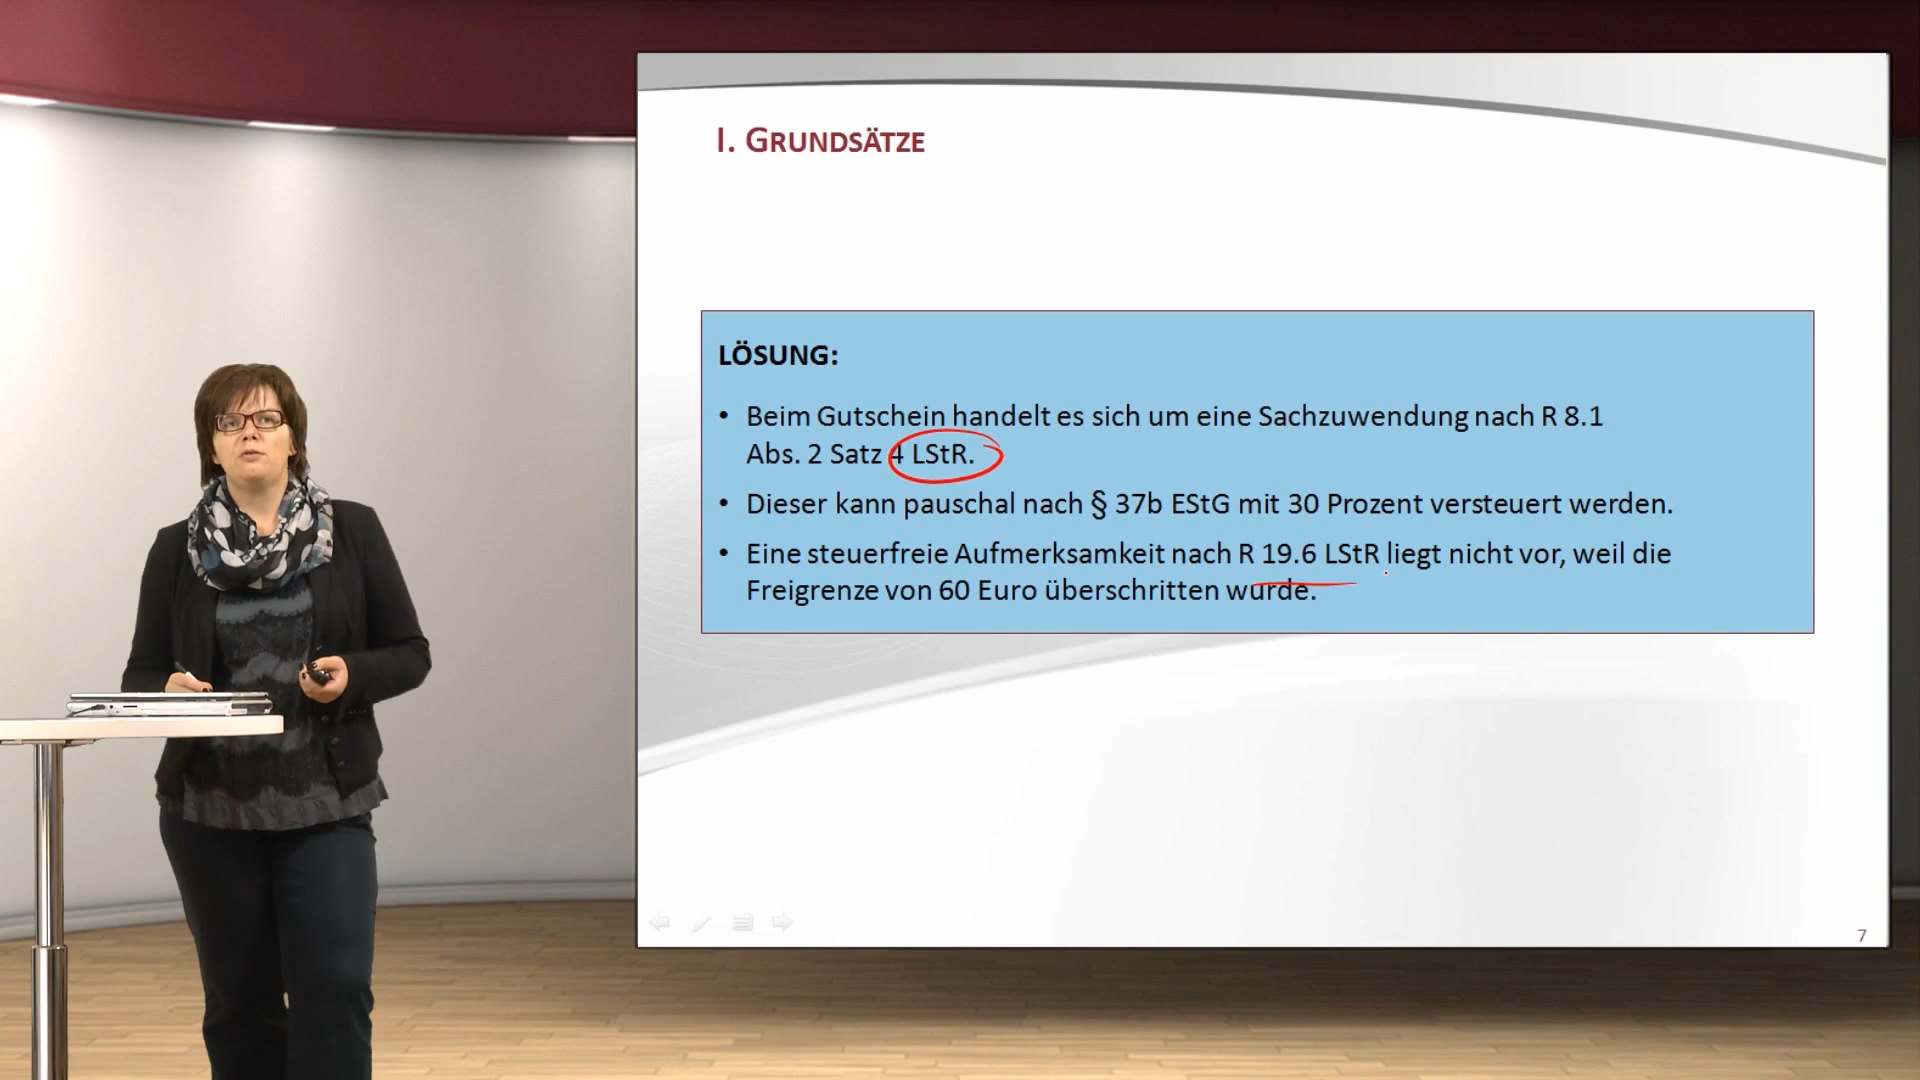 I. GRUNDSÄTZE
LÖSUNG:
• Beim Gutschein handelt es sich um eine Sachzuwendung nach R 8.1
Abs. 2 Satz 4 LStR.
• Dieser kann pauschal nach § 37b EStG mit 30 Prozent versteuert werden.
• Eine steuerfreie Aufmerksamkeit nach R 19.6 LStR liegt nicht vor, weil die
Freigrenze von 60 Euro überschritten wurde.
7